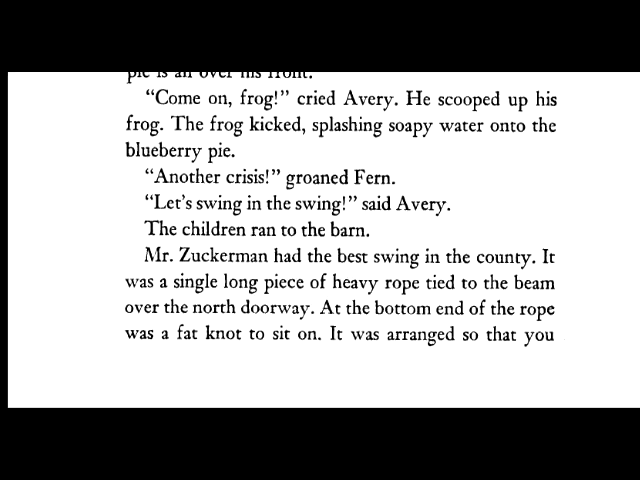 pie is all over his front.
“Come on, frog!” cried Avery. He scooped up his
frog. The frog kicked, splashing soapy water onto the
blueberry pie.
“Another crisis!” groaned Fern.
“Let’s swing in the swing!” said Avery.
The children ran to the barn.
Mr. Zuckerman had the best swing in the county. It
was a single long piece of heavy rope tied to the beam
over the north doorway. At the bottom end of the rope
was a fat knot to sit on. It was arranged so that you